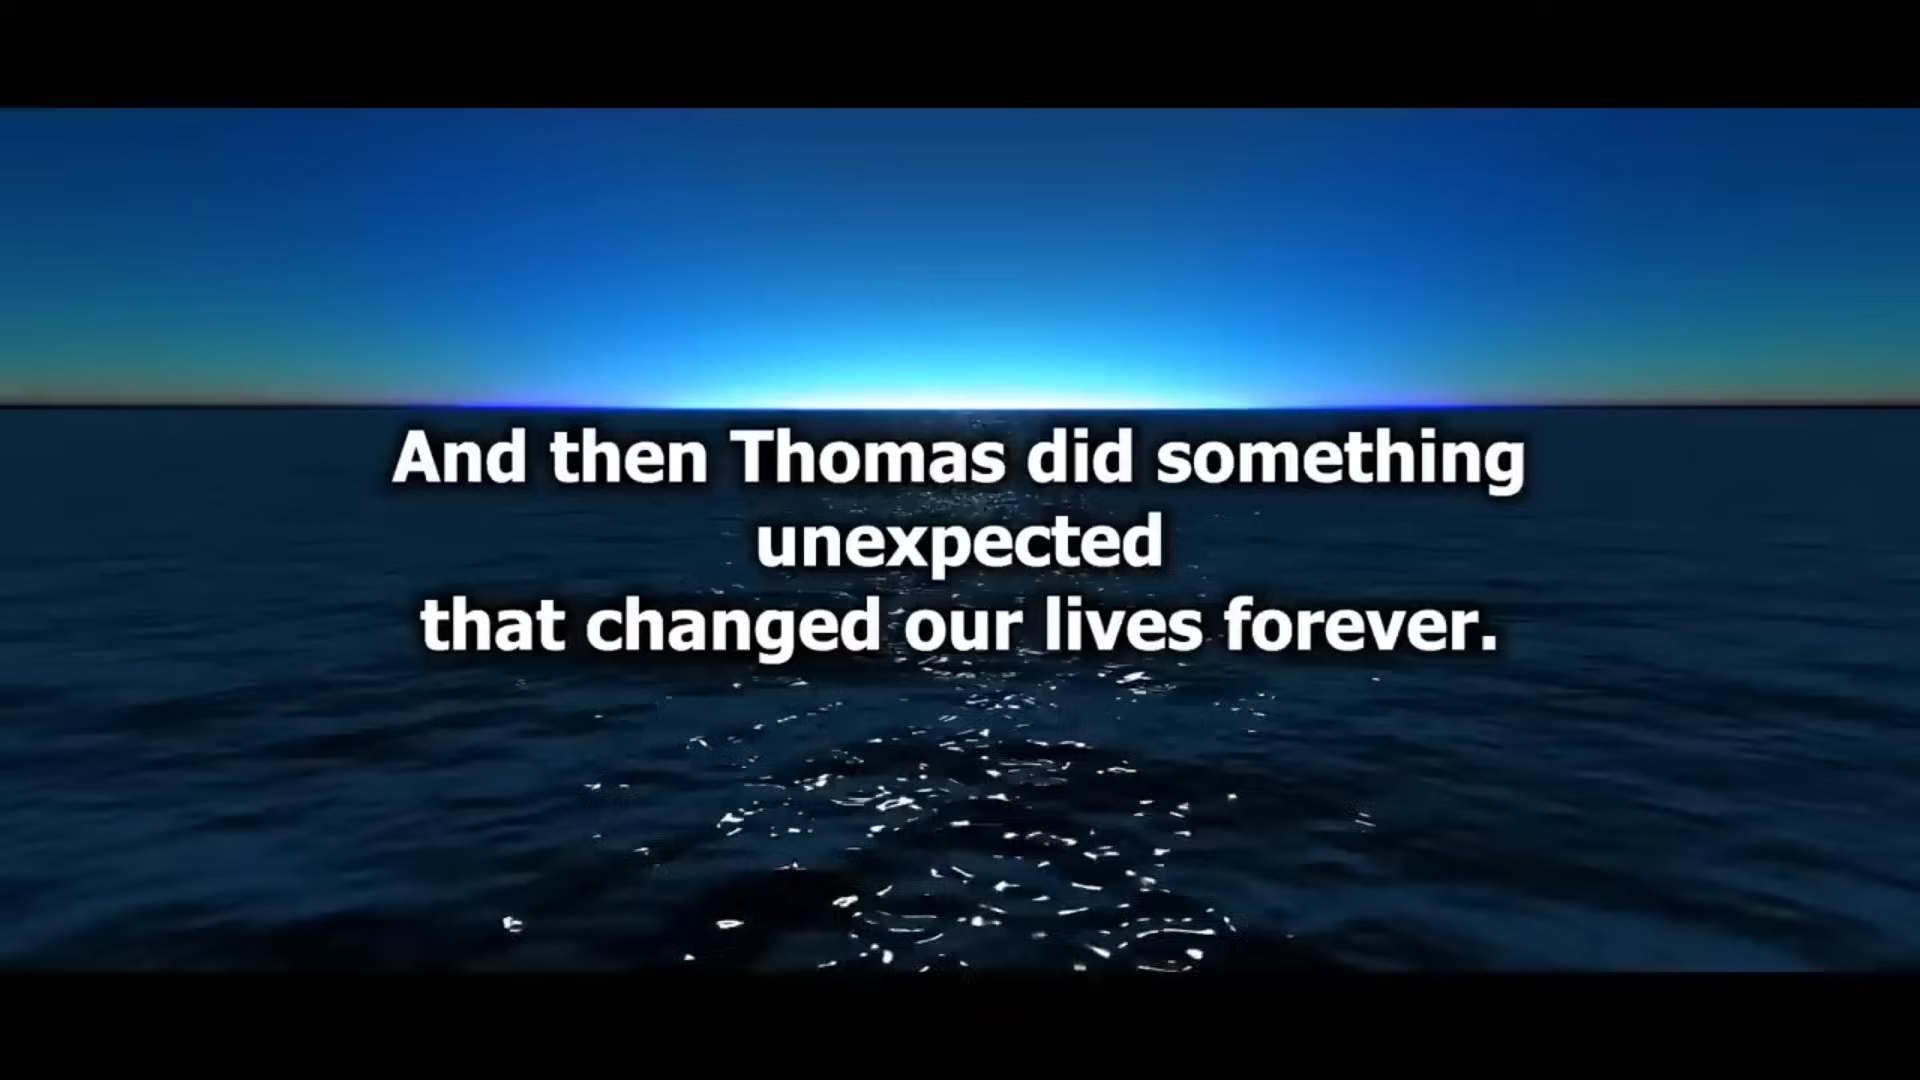 And then Thomas did something
unexpected
that changed our lives forever.